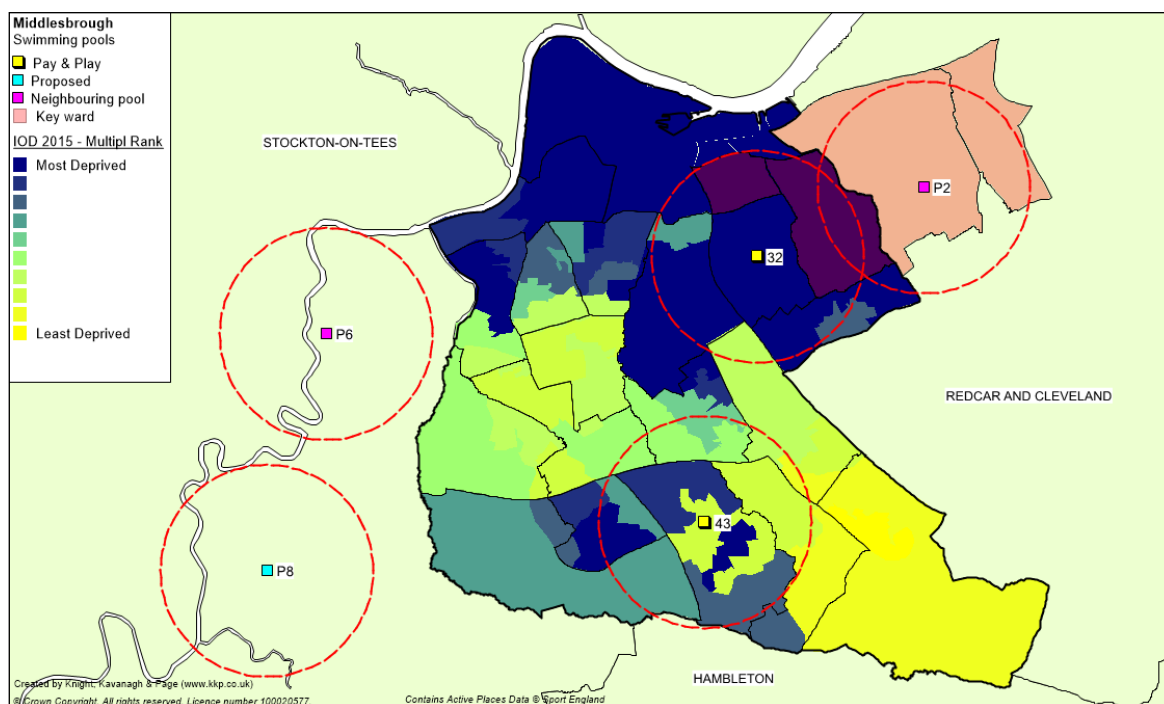 Middlesbrough
Swimming pools
Pay & Play
Proposed
Neighbouring pool
Key ward
IOD 2015 - Multipl Rank
Most Deprived
Least Deprived
STOCKTON-ON-TEES
P2
32
P6
REDCAR AND CLEVELAND
43
P8
HAMBLETON
Created by Knight, Kavanagh & Page (www.kkp.co.uk)
© Crown Copyright. All rights reserved. Licence number 100020577
Contains Active Places Data © Sport England